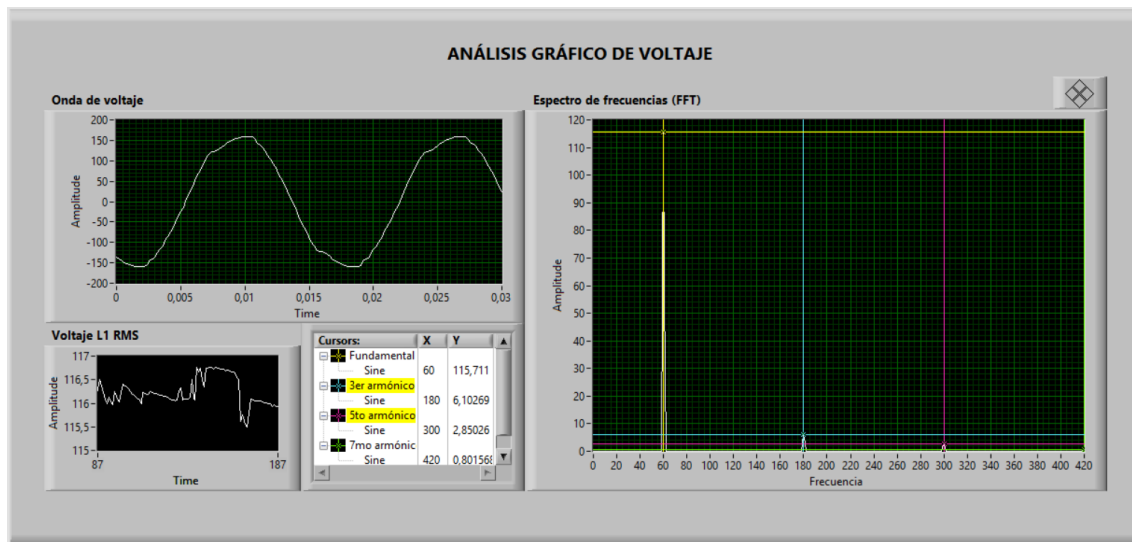 ANÁLISIS GRÁFICO DE VOLTAJE
Onda de voltaje
Amplitude
200
150
100
50
0
-50
-100
-150
-200
0 0,005 0,01 0,015 0,02 0,025 0,03
Time
Voltaje L1 RMS
Amplitude
117
116,5
116
115,5
115
87 187
Time
Cursors: X Y
Fundamental
Sine 60 115,711
3er armónico
Sine 180 6,10269
5to armónico
Sine 300 2,85026
7mo armónic
Sine 420 0,801568
Espectro de frecuencias (FFT)
Amplitude
120
110
100
90
80
70
60
50
40
30
20
10
0
0 20 40 60 80 100 120 140 160 180 200 220 240 260 280 300 320 340 360 380 400 420
Frecuencia